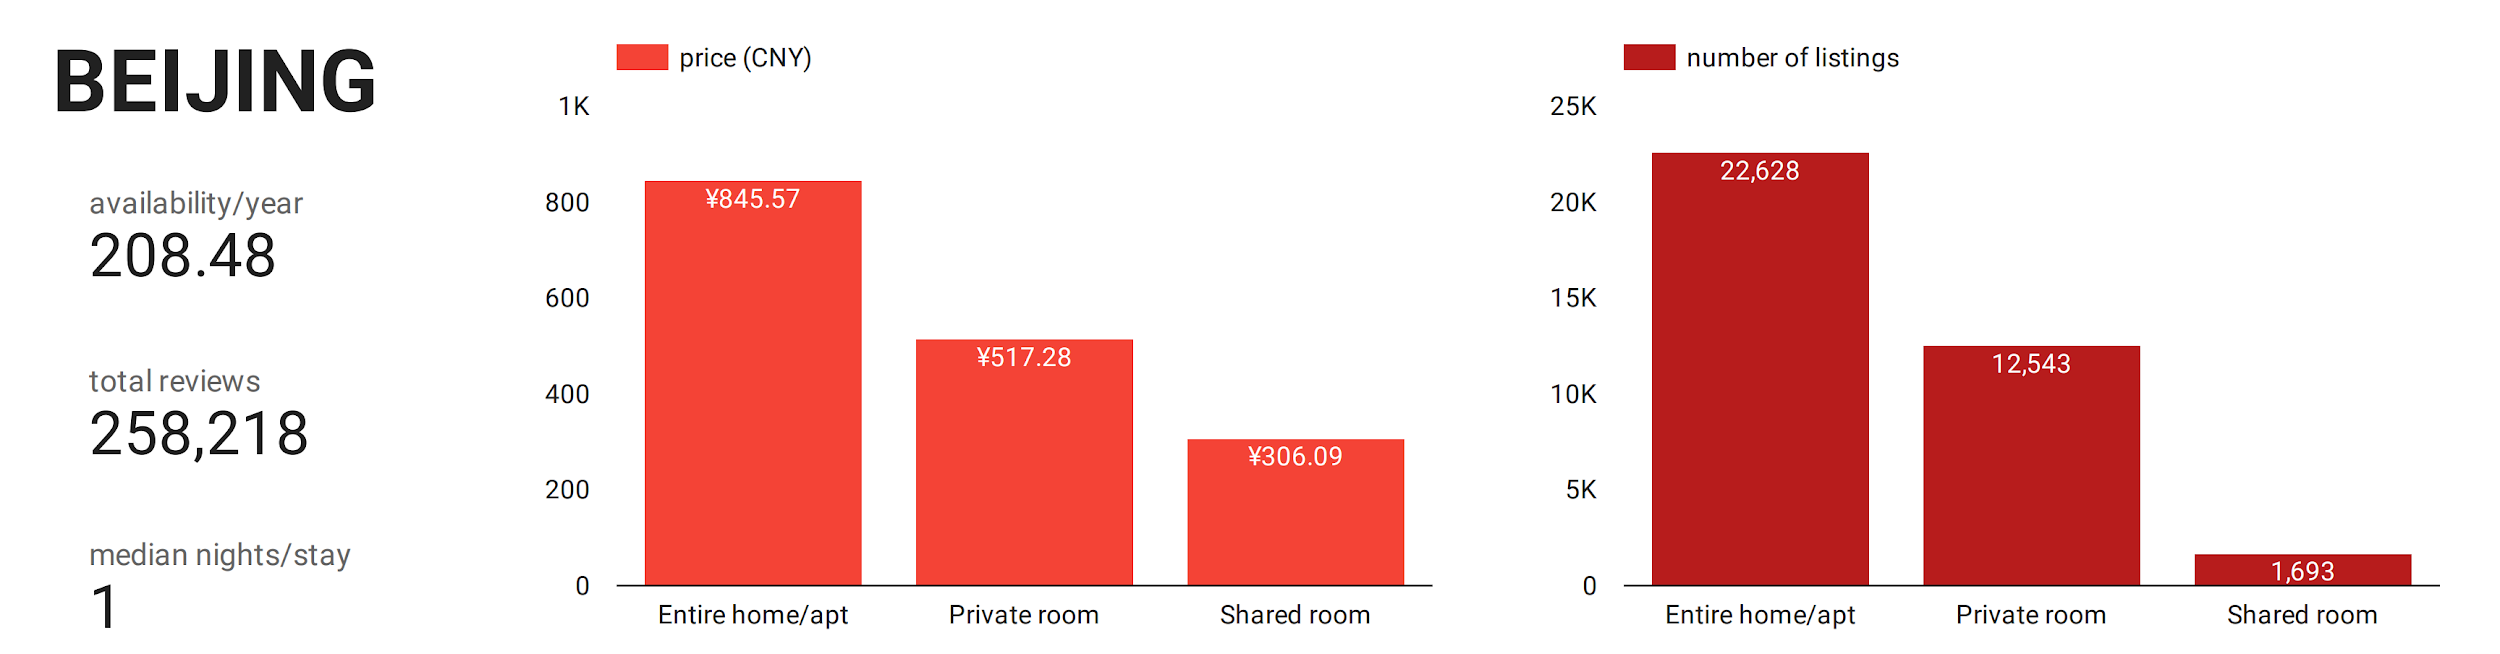 BEIJING
availability/year
208.48
total reviews
258,218
median nights/stay
1
price (CNY)
1K
800
600
400
200
0
¥845.57
¥517.28
¥306.09
Entire home/apt
Private room
Shared room
number of listings
25K
20K
15K
10K
5K
0
22,628
12,543
1,693
Entire home/apt
Private room
Shared room